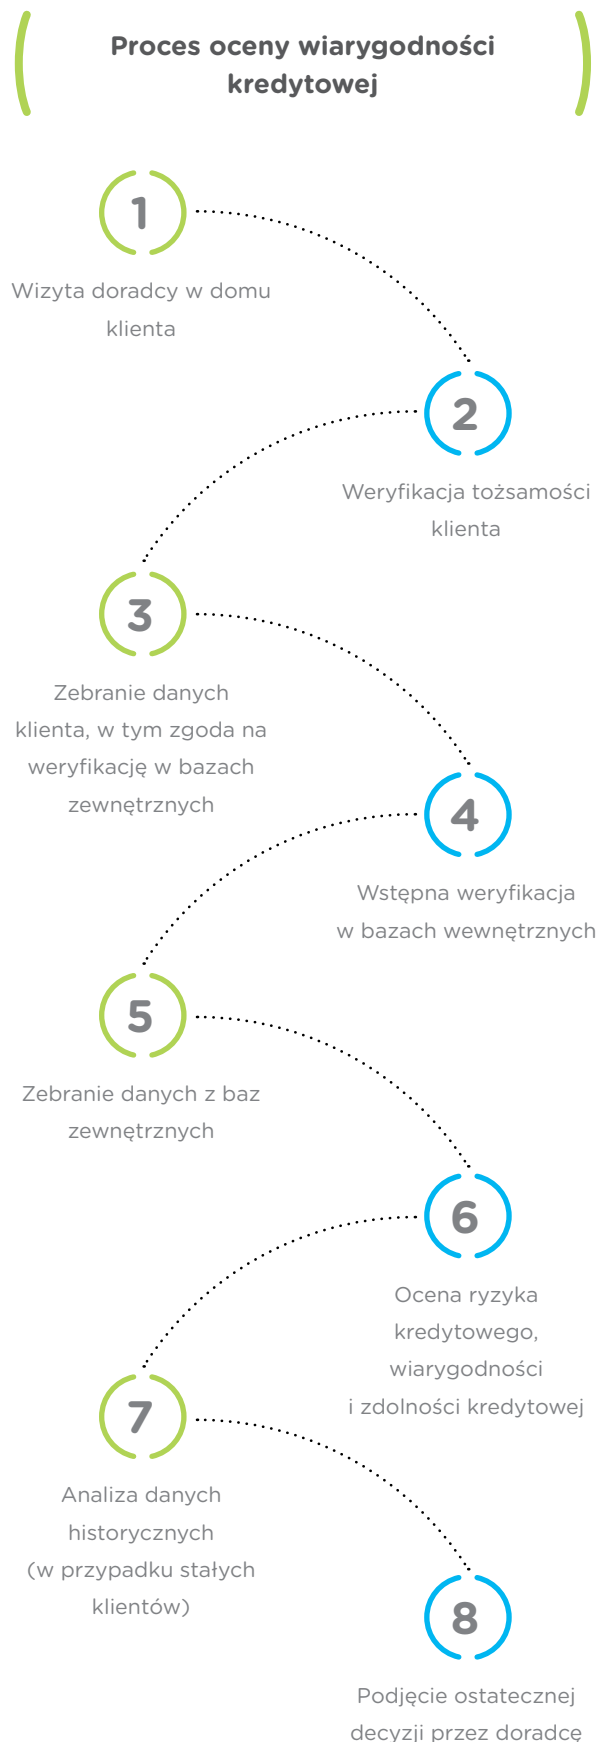 Proces oceny wiarygodności
kredytowej
1
Wizyta doradcy w domu
klienta
2
Weryfikacja tożsamości
klienta
3
Zebranie danych
klienta, w tym zgoda na
weryfikację w bazach
zewnętrznych
4
Wstępna weryfikacja
w bazach wewnętrznych
5
Zebranie danych z baz
zewnętrznych
6
Ocena ryzyka
kredytowego,
wiarygodności
i zdolności kredytowej
7
Analiza danych
historycznych
(w przypadku stałych
klientów)
8
Podjęcie ostatecznej
decyzji przez doradcę